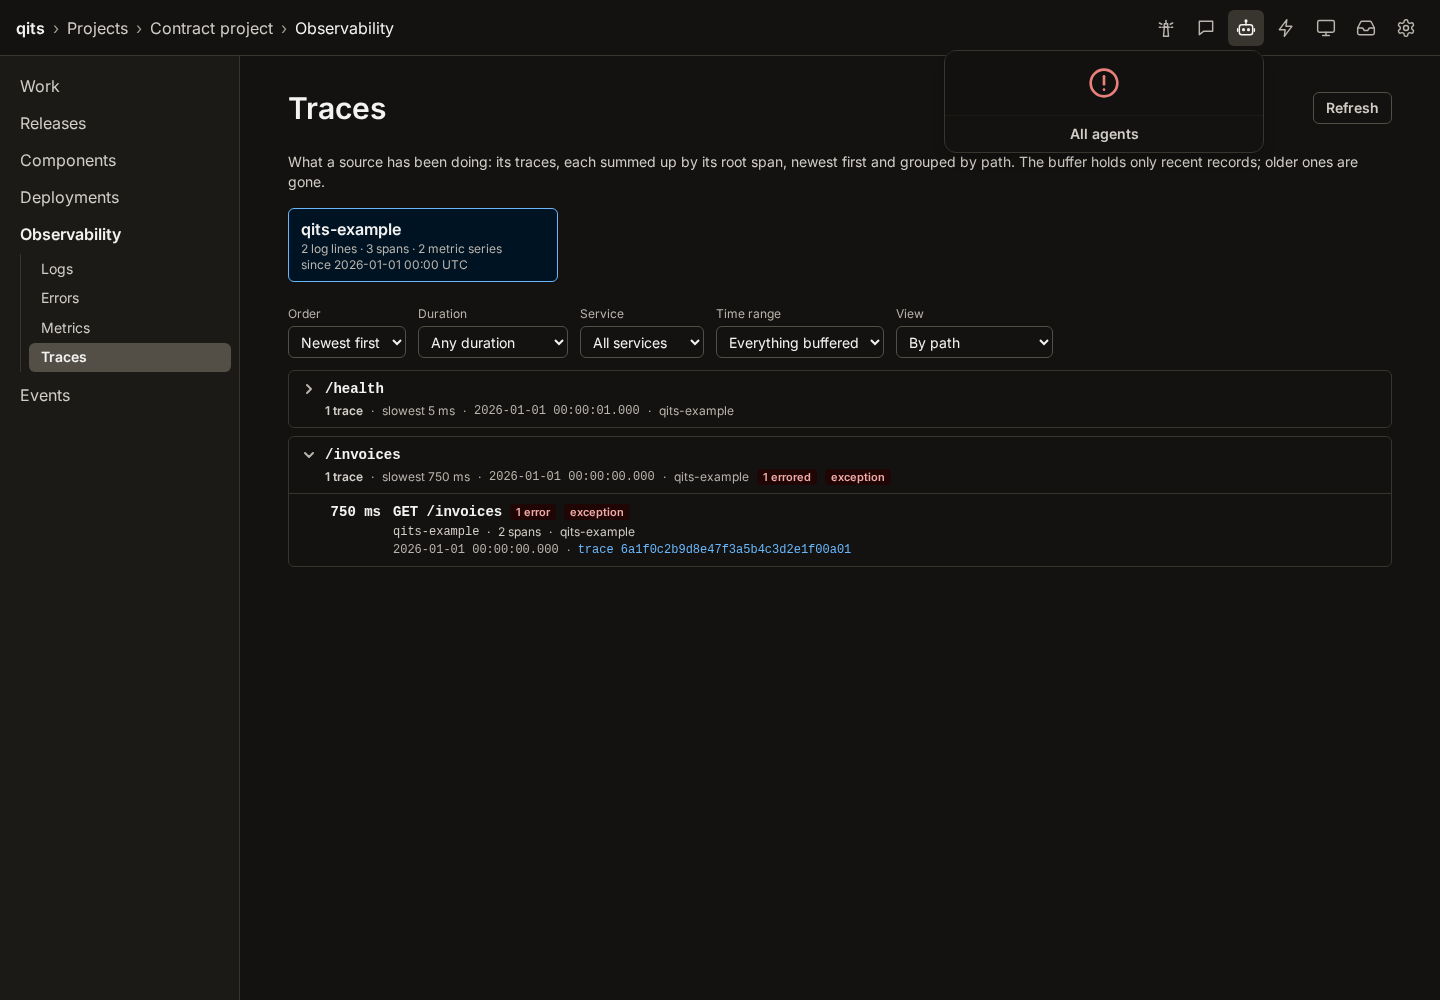 qits › Projects › Contract project › Observability
All agents
Work
Releases
Components
Deployments
Observability
Logs
Errors
Metrics
Traces
Events
Traces
Refresh
What a source has been doing: its traces, each summed up by its root span, newest first and grouped by path. The buffer holds only recent records; older ones are
gone.
qits-example
2 log lines · 3 spans · 2 metric series
since 2026-01-01 00:00 UTC
Order Duration Service Time range View
Newest first Any duration All services Everything buffered By path
/health
1 trace · slowest 5 ms · 2026-01-01 00:00:01.000 · qits-example
/invoices
1 trace · slowest 750 ms · 2026-01-01 00:00:00.000 · qits-example 1 errored exception
750 ms GET /invoices 1 error exception
qits-example · 2 spans · qits-example
2026-01-01 00:00:00.000 · trace 6a1f0c2b9d8e47f3a5b4c3d2e1f00a01